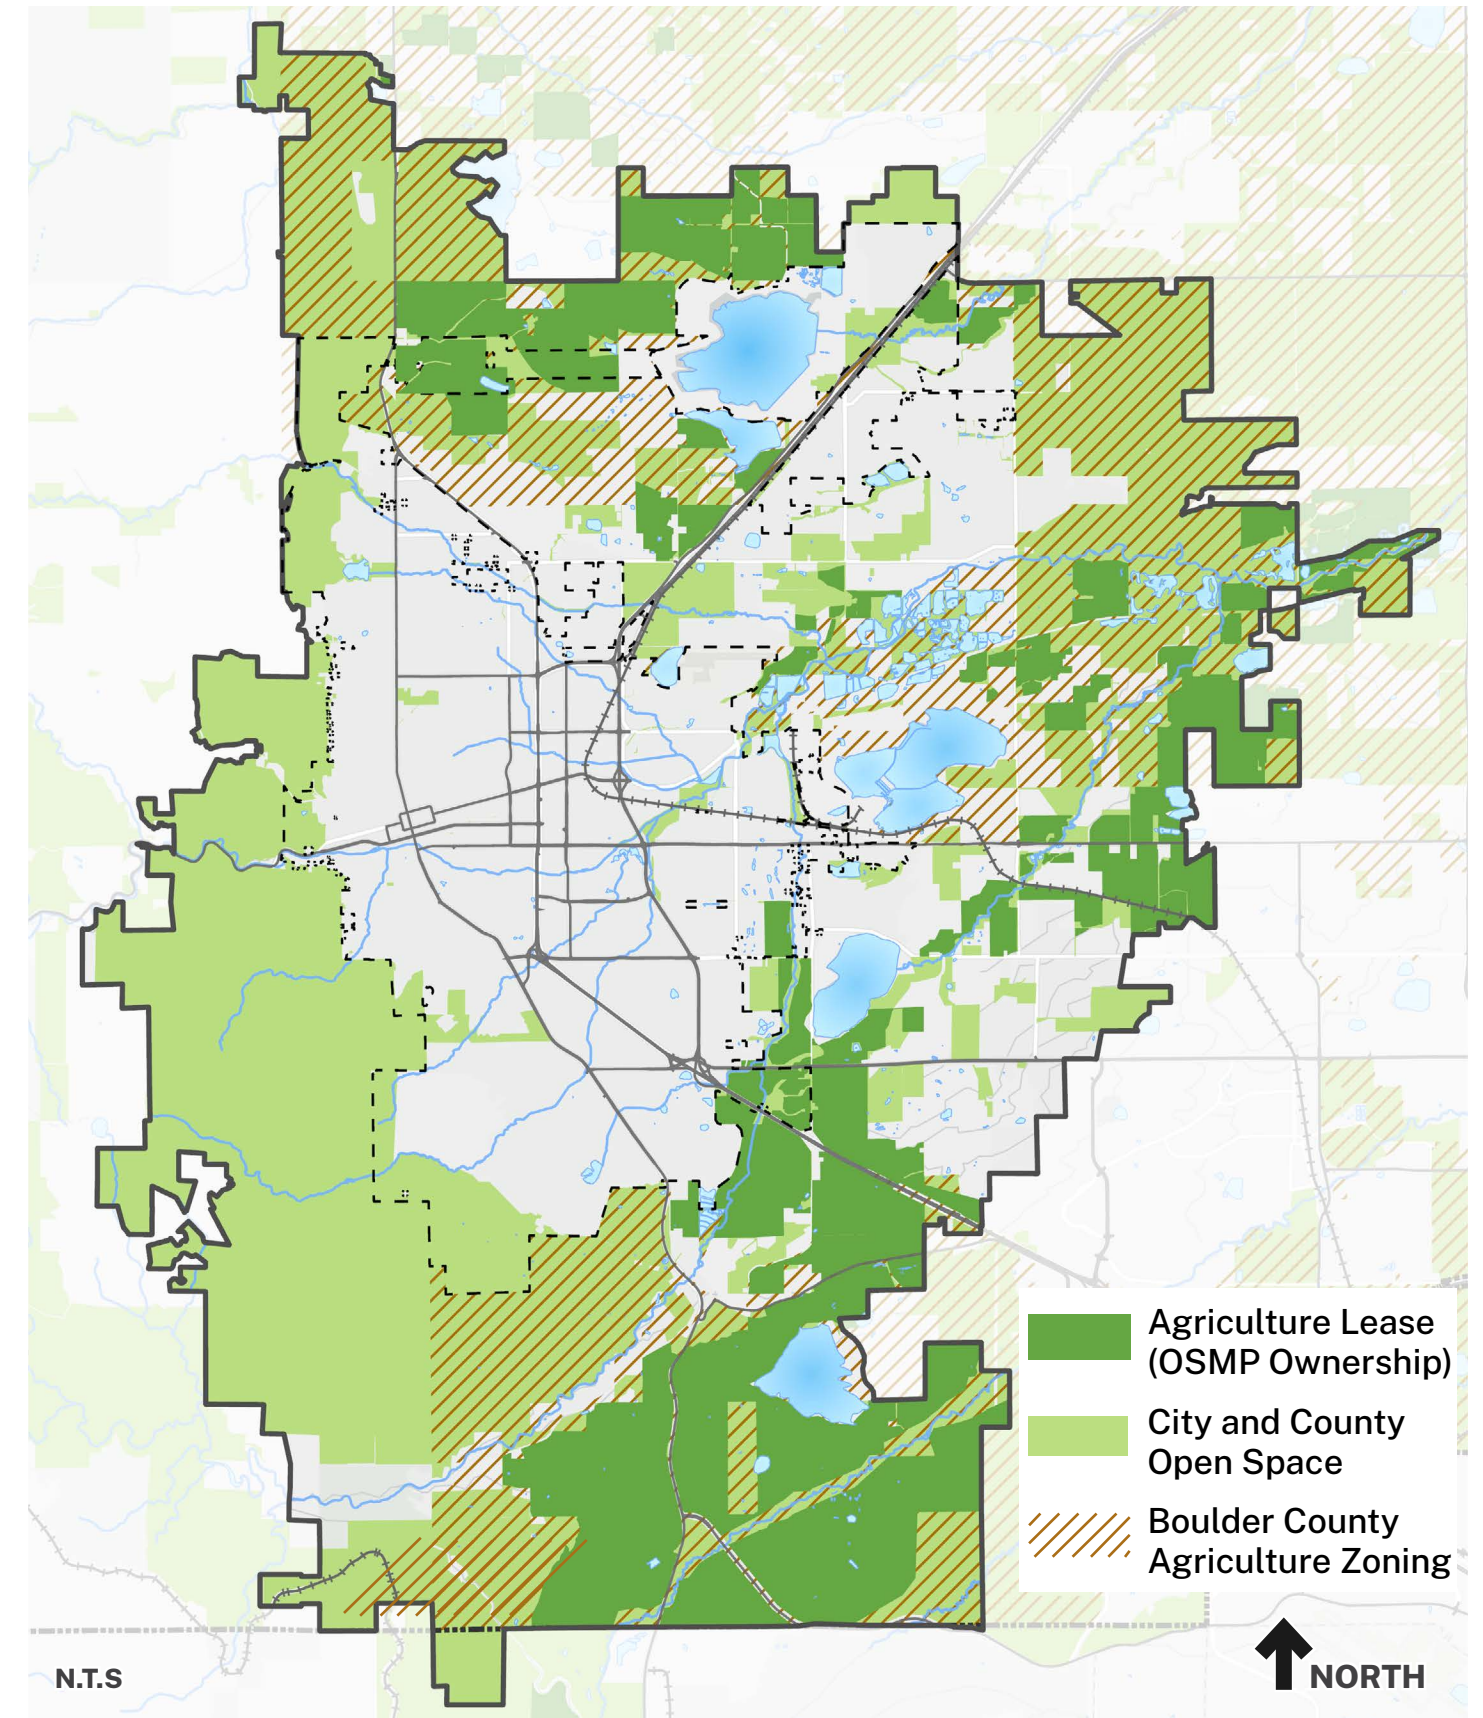 Agriculture Lease
(OSMP Ownership)
City and County
Open Space
Boulder County
Agriculture Zoning
N.T.S
NORTH